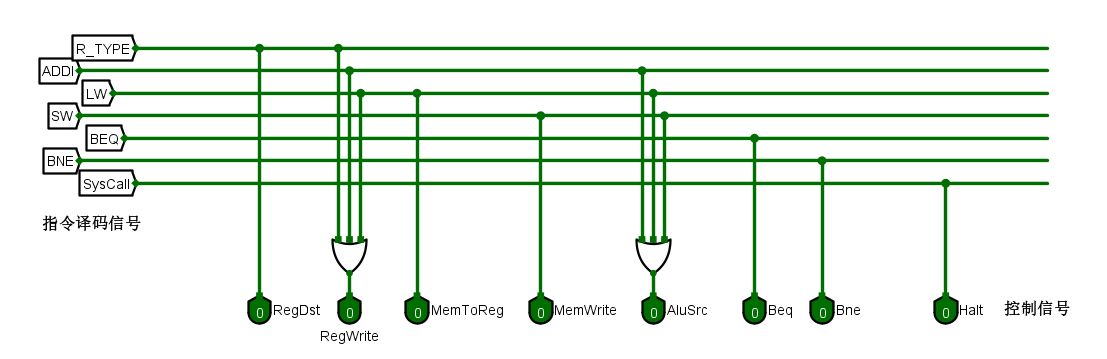 R_TYPE
ADDI
LW
SW
BEQ
BNE
SysCall
指令译码信号
0 RegDst
0
RegWrite
0 MemToReg
0 MemWrite
0 AluSrc
0 Beq
0 Bne
0 Halt
控制信号